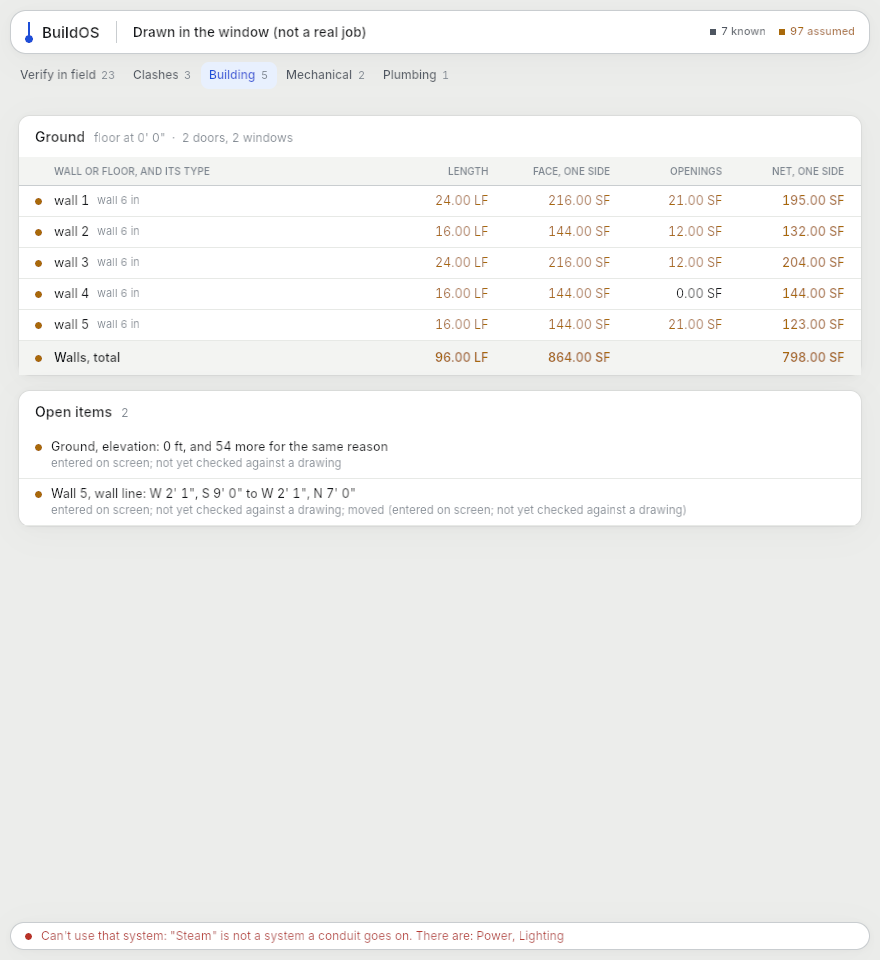 BuildOS
Drawn in the window (not a real job)
7 known
97 assumed
Verify in field 23
Clashes 3
Building 5
Mechanical 2
Plumbing 1
Ground floor at 0' 0" · 2 doors, 2 windows
WALL OR FLOOR, AND ITS TYPE LENGTH FACE, ONE SIDE OPENINGS NET, ONE SIDE
wall 1 wall 6 in 24.00 LF 216.00 SF 21.00 SF 195.00 SF
wall 2 wall 6 in 16.00 LF 144.00 SF 12.00 SF 132.00 SF
wall 3 wall 6 in 24.00 LF 216.00 SF 12.00 SF 204.00 SF
wall 4 wall 6 in 16.00 LF 144.00 SF 0.00 SF 144.00 SF
wall 5 wall 6 in 16.00 LF 144.00 SF 21.00 SF 123.00 SF
Walls, total 96.00 LF 864.00 SF 798.00 SF
Open items 2
Ground, elevation: 0 ft, and 54 more for the same reason
entered on screen; not yet checked against a drawing
Wall 5, wall line: W 2' 1", S 9' 0" to W 2' 1", N 7' 0"
entered on screen; not yet checked against a drawing; moved (entered on screen; not yet checked against a drawing)
Can't use that system: "Steam" is not a system a conduit goes on. There are: Power, Lighting